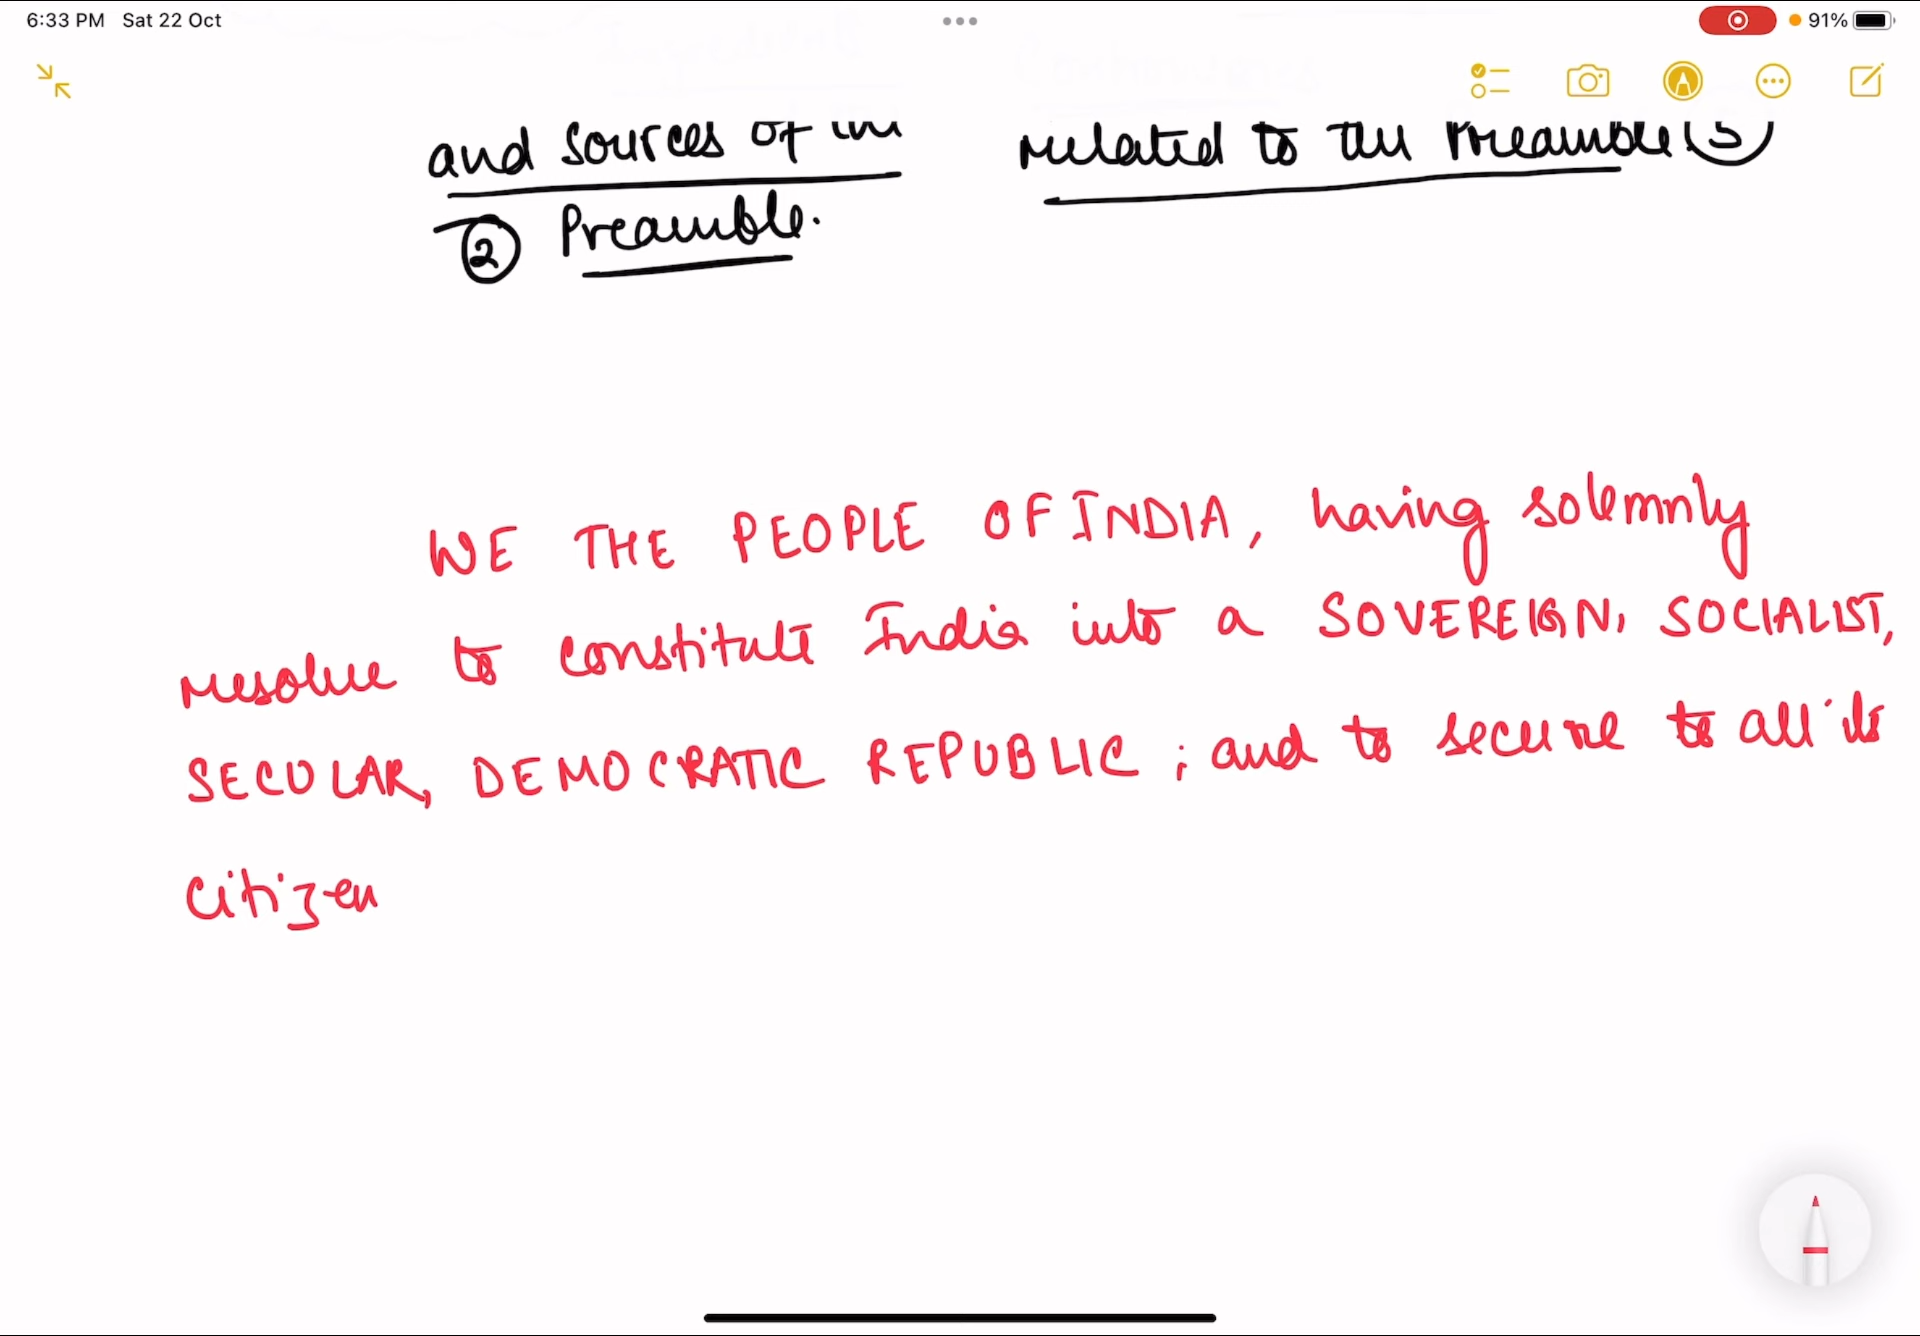 6:33 PM Sat 22 Oct
91%
and sources of the
related to the Preamble (3)
② Preamble.
WE THE PEOPLE OF INDIA, having solemnly
resolve to constitute India into a SOVEREIGN, SOCIALIST,
SECULAR, DEMOCRATIC REPUBLIC ; and to secure to all its
citizen